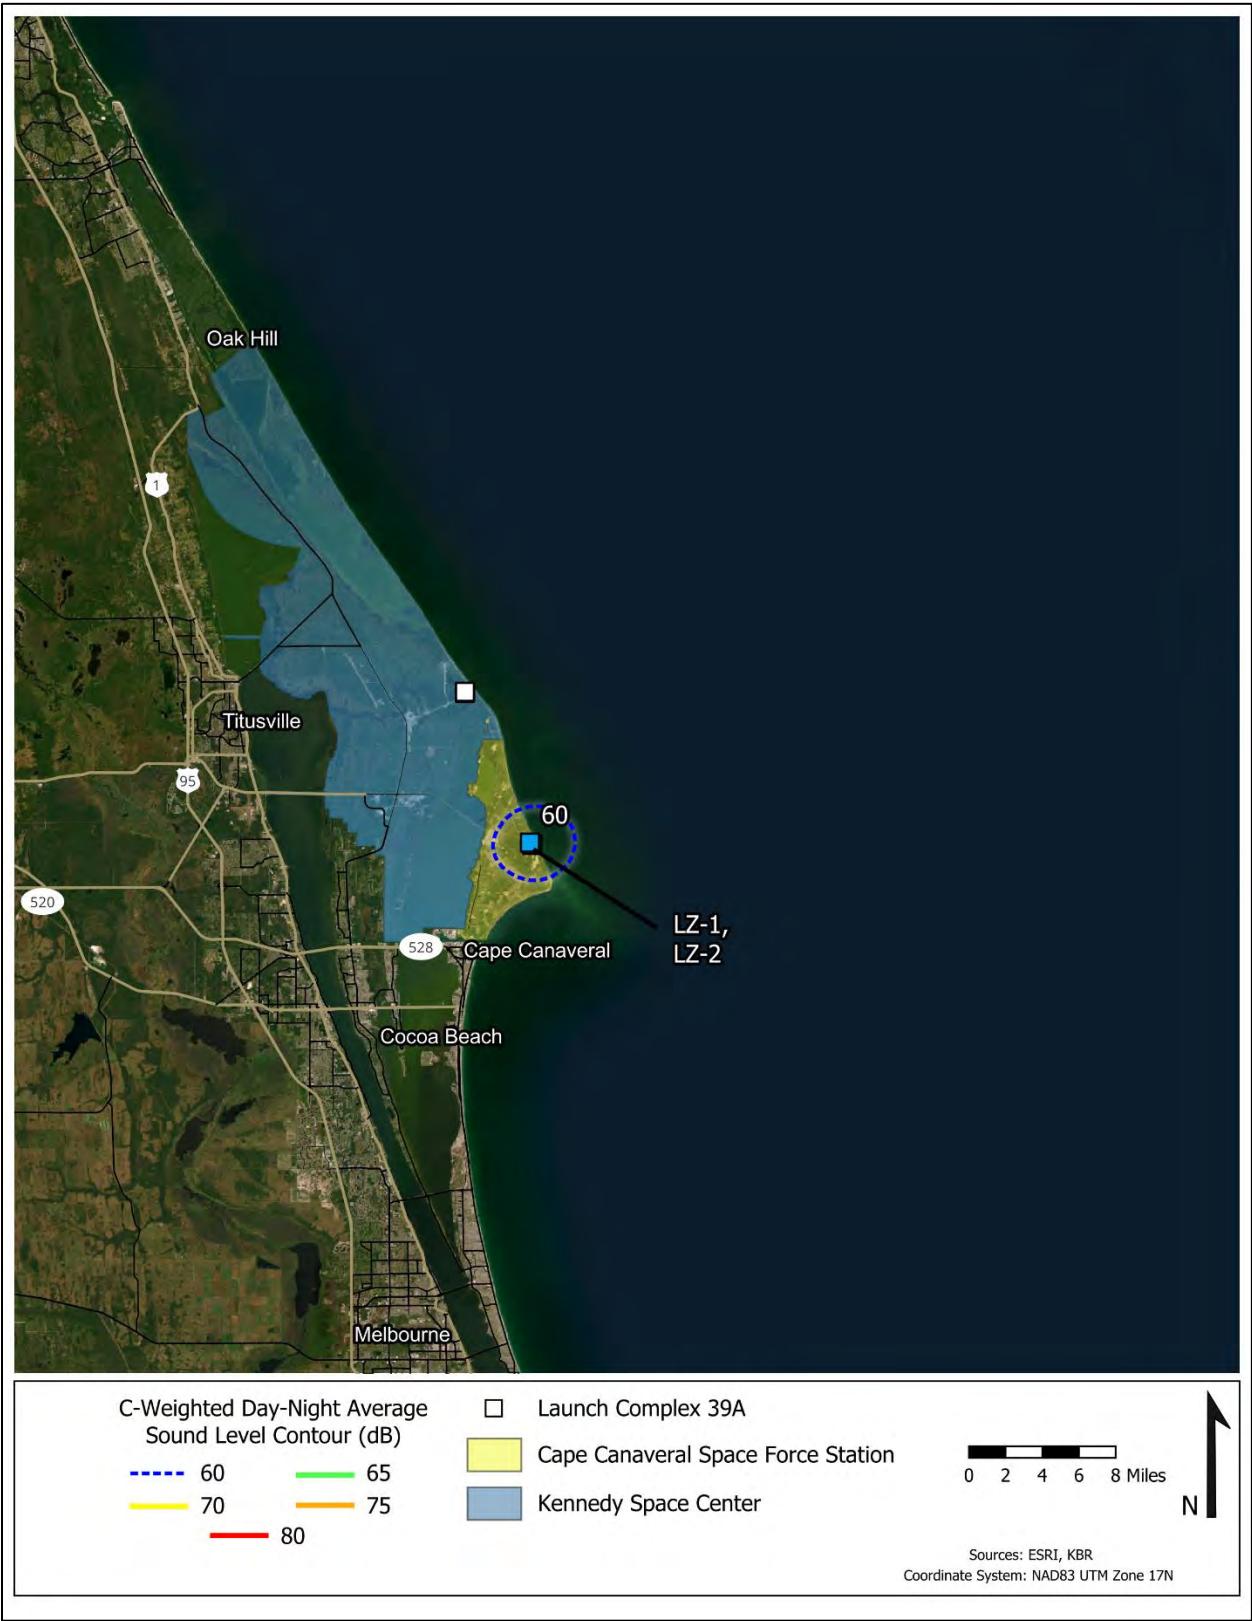 Oak Hill
1
Titusville
95
60
520
LZ-1,
LZ-2
528
Cape Canaveral
Cocoa Beach
Melbourne
C-Weighted Day-Night Average
Sound Level Contour (dB)
60
65
70
75
80
Launch Complex 39A
Cape Canaveral Space Force Station
Kennedy Space Center
0 2 4 6 8 Miles
N
Sources: ESRI, KBR
Coordinate System: NAD83 UTM Zone 17N